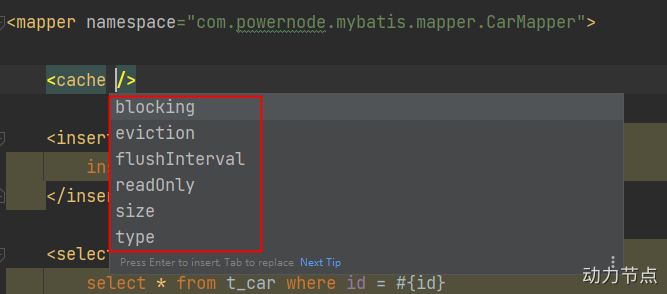 <mapper namespace="com.powernode.mybatis.mapper.CarMapper">
<cache />
blocking
<insert
eviction
flushInterval
in
readOnly
</inser
size
type
<selec
Press Enter to insert, Tab to replace Next Tip
select * from t_car where id = #{id}
动力节点